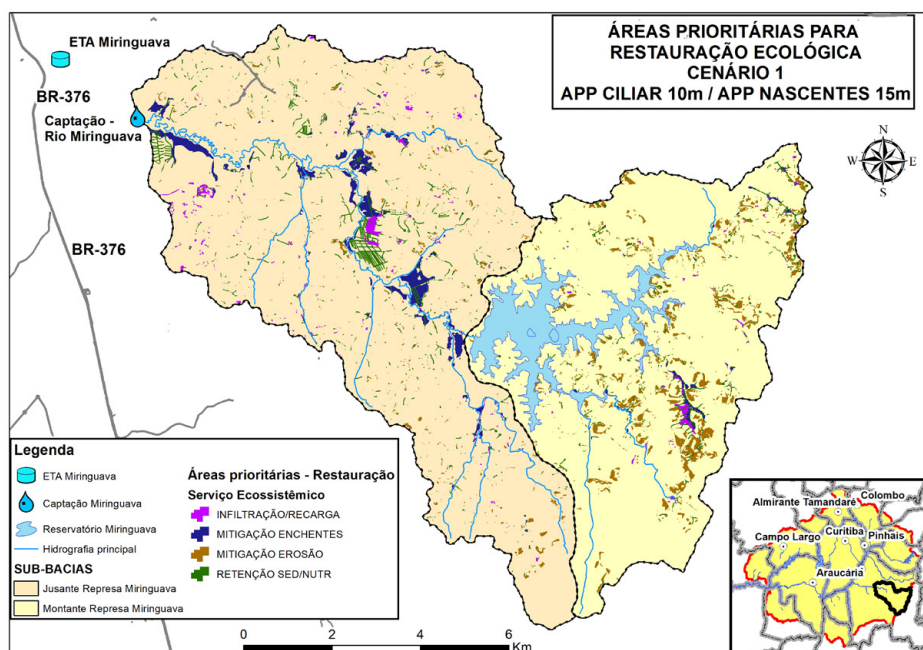 ÁREAS PRIORITÁRIAS PARA
RESTAURAÇÃO ECOLÓGICA
CENÁRIO 1
APP CILIAR 10m / APP NASCENTES 15m
ETA Miringuava
BR-376
Captação -
Rio Miringuava
BR-376
N
W
E
S
Legenda
ETA Miringuava
Captação Miringuava
Reservatório Miringuava
Hidrografia principal
SUB-BACIAS
Jusante Represa Miringuava
Montante Represa Miringuava
Áreas prioritárias - Restauração
Serviço Ecossistêmico
INFILTRAÇÃO/RECARGA
MITIGAÇÃO ENCHENTES
MITIGAÇÃO EROSÃO
RETENÇÃO SED/NUTR
0 2 4 6
Km
Almirante Tamandaré
Colombo
Campo Largo
Curitiba
Pinhais
Araucária